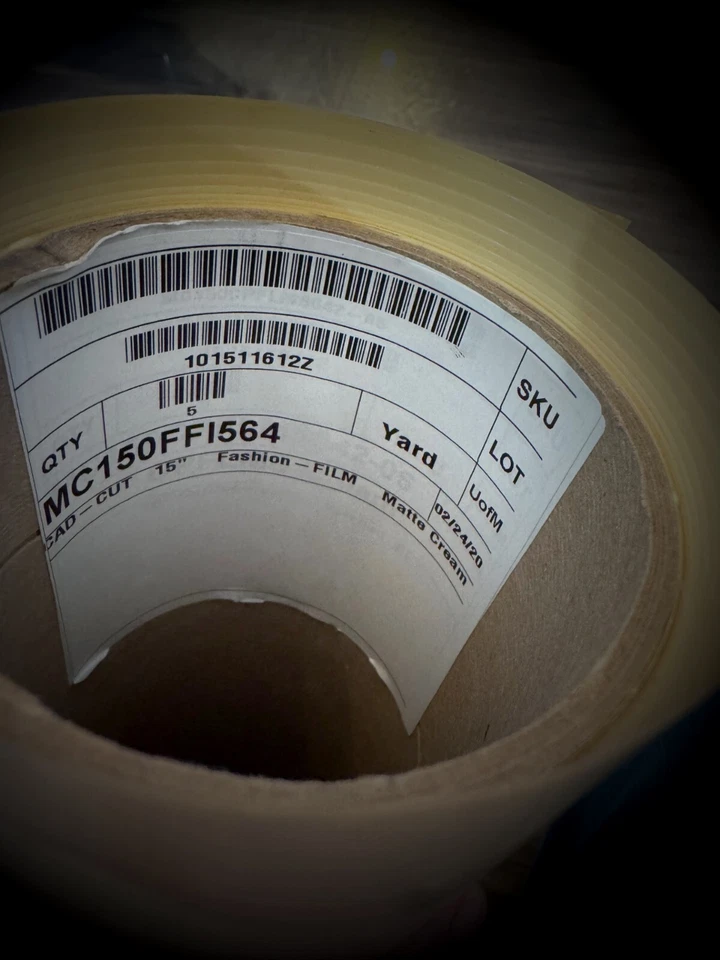 SKU
101511612Z
LOT
QTY
5
Yard
UofM
MC150FFI564
02/24/20
CAD-CUT 15" Fashion-FILM Matte Cream